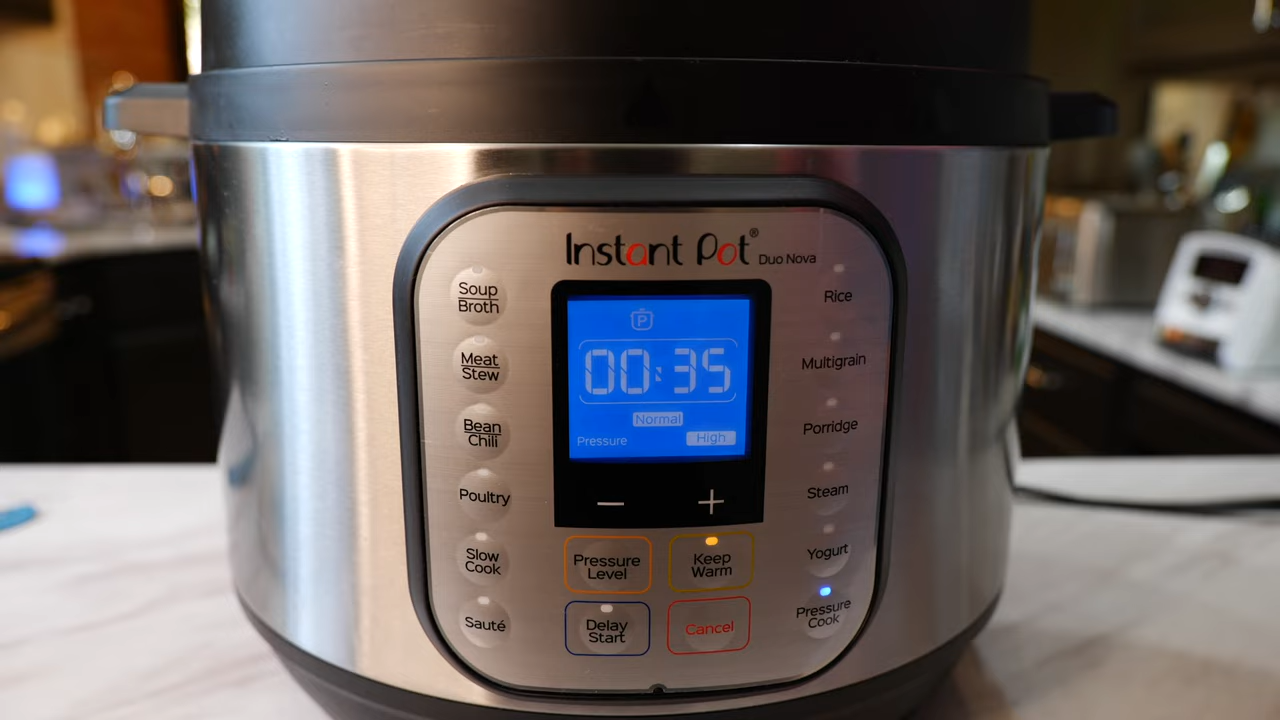 Instant Pot® Duo Nova
Soup
Broth
Meat
Stew
Bean
Chili
Poultry
Slow
Cook
Sauté
P
00:35
Normal
Pressure High
− +
Pressure
Level
Keep
Warm
Delay
Start
Cancel
Rice
Multigrain
Porridge
Steam
Yogurt
Pressure
Cook